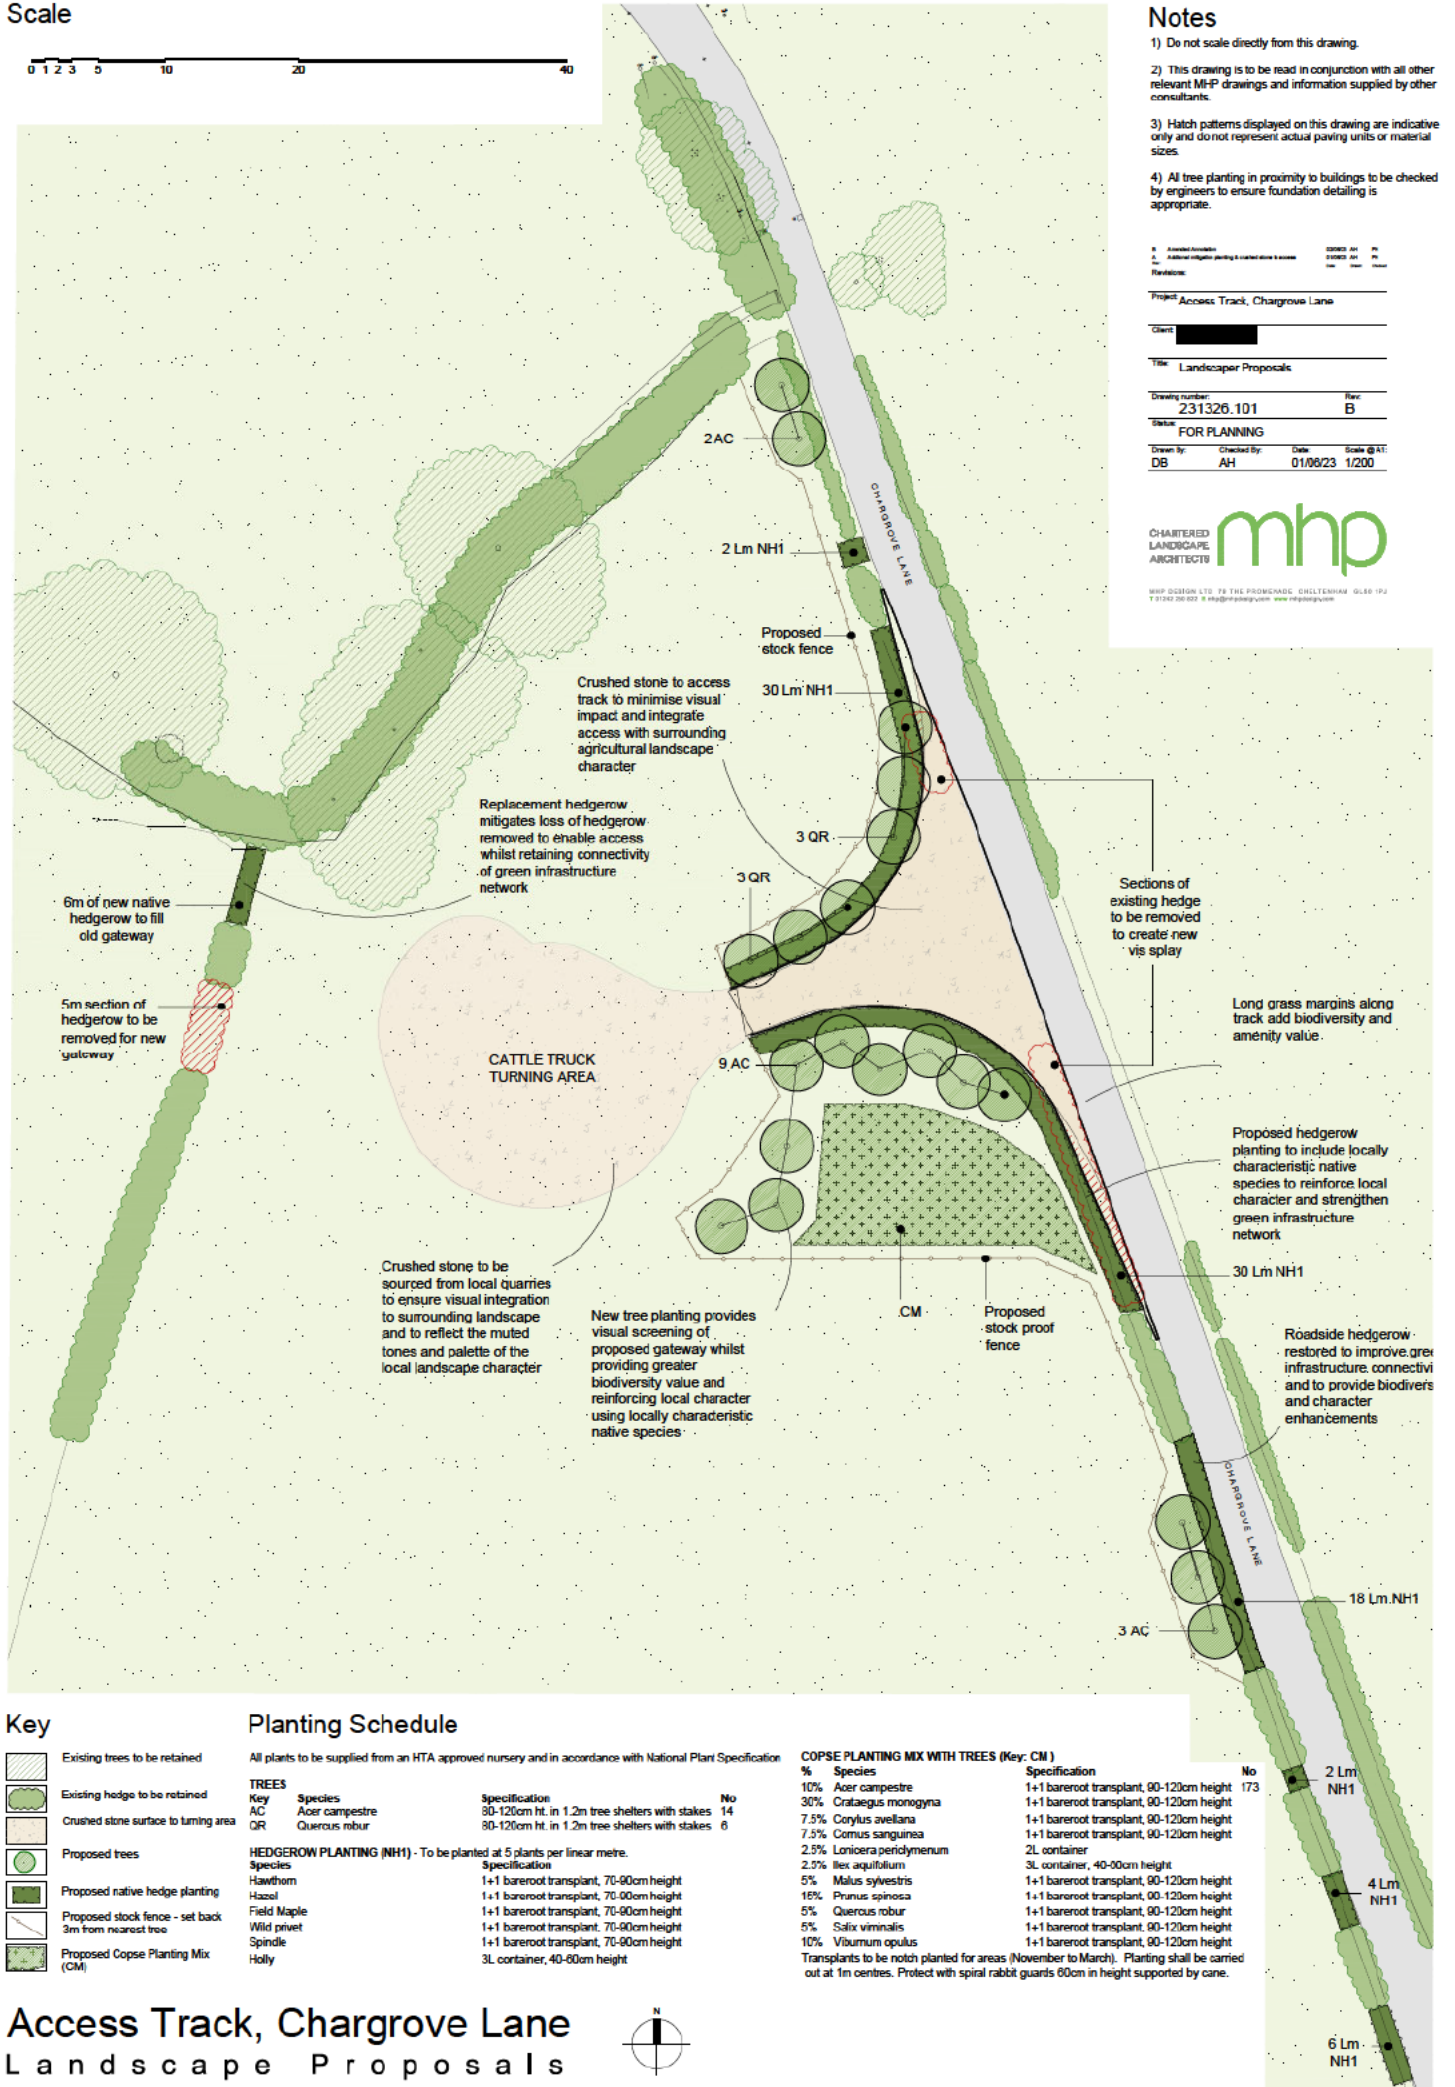 Scale
0 1 2 3 5 10 20 40
Notes
1) Do not scale directly from this drawing.
2) This drawing is to be read in conjunction with all other
relevant MHP drawings and information supplied by other
consultants.
3) Hatch patterns displayed on this drawing are indicative
only and do not represent actual paving units or material
sizes.
4) All tree planting in proximity to buildings to be checked
by engineers to ensure foundation detailing is
appropriate.
B Amended Annotation AH PH
A Additional mitigation planting & crushed stone to access AH PH
Revisions:
Project: Access Track, Chargrove Lane
Client:
Title: Landscaper Proposals
Drawing number: Rev:
231326.101 B
Status:
FOR PLANNING
Drawn By: Checked By: Date: Scale @ A1:
DB AH 01/06/23 1/200
CHARTERED
LANDSCAPE
ARCHITECTS
mhp
MHP DESIGN LTD 79 THE PROMENADE CHELTENHAM GL50 1PJ
2AC
CHARGROVE LANE
2 Lm NH1
Proposed
stock fence
30 Lm NH1
Crushed stone to access
track to minimise visual
impact and integrate
access with surrounding
agricultural landscape
character
Replacement hedgerow
mitigates loss of hedgerow
removed to enable access
whilst retaining connectivity
of green infrastructure
network
3 QR
3 QR
6m of new native
hedgerow to fill
old gateway
Sections of
existing hedge
to be removed
to create new
vis splay
5m section of
hedgerow to be
removed for new
gateway
CATTLE TRUCK
TURNING AREA
9 AC
Long grass margins along
track add biodiversity and
amenity value
Proposed hedgerow
planting to include locally
characteristic native
species to reinforce local
character and strengthen
green infrastructure
network
30 Lm NH1
Crushed stone to be
sourced from local quarries
to ensure visual integration
to surrounding landscape
and to reflect the muted
tones and palette of the
local landscape character
New tree planting provides
visual screening of
proposed gateway whilst
providing greater
biodiversity value and
reinforcing local character
using locally characteristic
native species
CM
Proposed
stock proof
fence
Roadside hedgerow
restored to improve gree
infrastructure connectivi
and to provide biodivers
and character
enhancements
CHARGROVE LANE
18 Lm NH1
3 AC
2 Lm
NH1
4 Lm
NH1
6 Lm
NH1
Key
Existing trees to be retained
Existing hedge to be retained
Crushed stone surface to turning area
Proposed trees
Proposed native hedge planting
Proposed stock fence - set back
3m from nearest tree
Proposed Copse Planting Mix
(CM)
Planting Schedule
All plants to be supplied from an HTA approved nursery and in accordance with National Plant Specification
TREES
Key Species Specification No
AC Acer campestre 80-120cm ht. in 1.2m tree shelters with stakes 14
QR Quercus robur 80-120cm ht. in 1.2m tree shelters with stakes 6
HEDGEROW PLANTING (NH1) - To be planted at 5 plants per linear metre.
Species Specification
Hawthorn 1+1 bareroot transplant, 70-90cm height
Hazel 1+1 bareroot transplant, 70-90cm height
Field Maple 1+1 bareroot transplant, 70-90cm height
Wild privet 1+1 bareroot transplant, 70-90cm height
Spindle 1+1 bareroot transplant, 70-90cm height
Holly 3L container, 40-60cm height
COPSE PLANTING MIX WITH TREES (Key: CM )
% Species Specification No
10% Acer campestre 1+1 bareroot transplant, 90-120cm height 173
30% Crataegus monogyna 1+1 bareroot transplant, 90-120cm height
7.5% Corylus avellana 1+1 bareroot transplant, 90-120cm height
7.5% Cornus sanguinea 1+1 bareroot transplant, 90-120cm height
2.5% Lonicera periclymenum 2L container
2.5% Ilex aquifolium 3L container, 40-60cm height
5% Malus sylvestris 1+1 bareroot transplant, 90-120cm height
15% Prunus spinosa 1+1 bareroot transplant, 90-120cm height
5% Quercus robur 1+1 bareroot transplant, 90-120cm height
5% Salix viminalis 1+1 bareroot transplant, 90-120cm height
10% Viburnum opulus 1+1 bareroot transplant, 90-120cm height
Transplants to be notch planted for areas (November to March). Planting shall be carried
out at 1m centres. Protect with spiral rabbit guards 60cm in height supported by cane.
Access Track, Chargrove Lane
Landscape Proposals
N